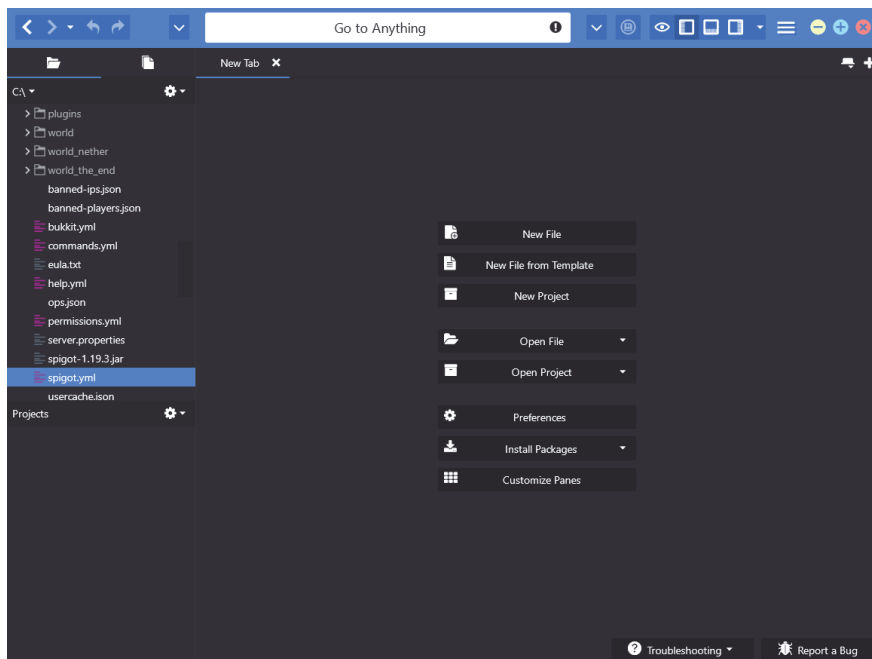 Go to Anything
New Tab
C:\
plugins
world
world_nether
world_the_end
banned-ips.json
banned-players.json
bukkit.yml
commands.yml
eula.txt
help.yml
ops.json
permissions.yml
server.properties
spigot-1.19.3.jar
spigot.yml
usercache.json
Projects
New File
New File from Template
New Project
Open File
Open Project
Preferences
Install Packages
Customize Panes
Troubleshooting
Report a Bug